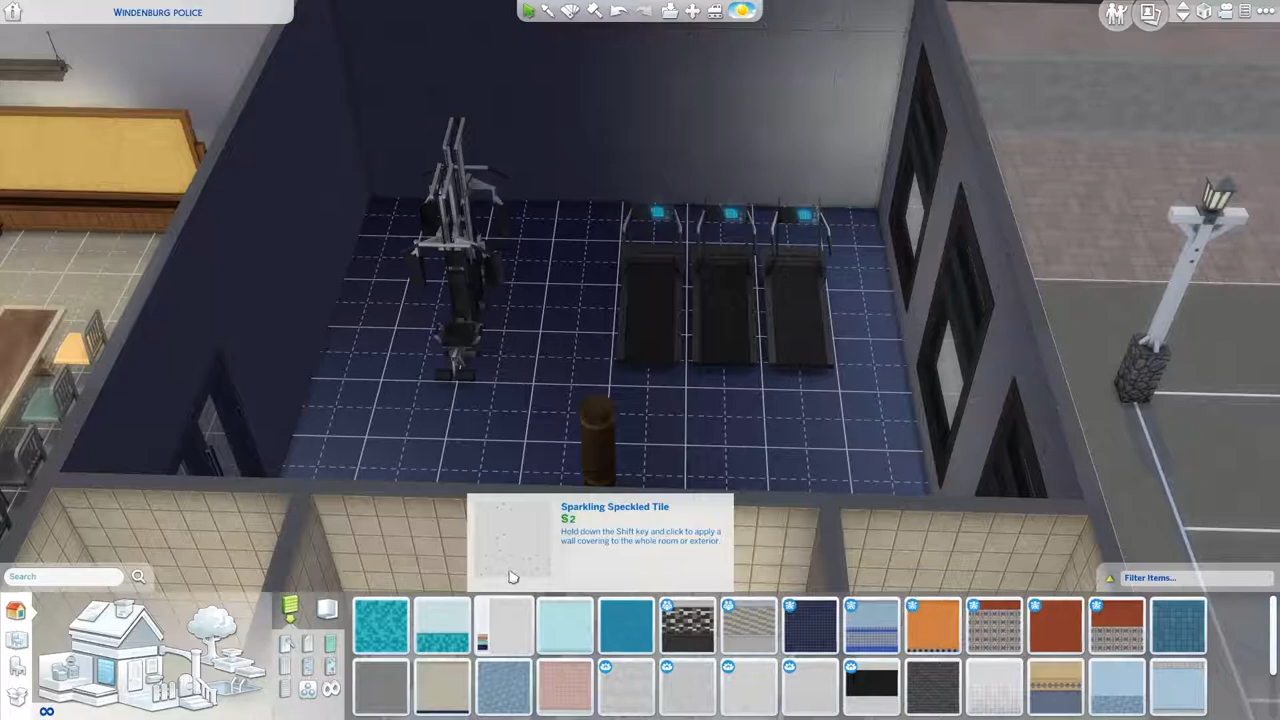 WINDENBURG POLICE
Sparkling Speckled Tile
§2
Hold down the Shift key and click to apply a
wall covering to the whole room or exterior.
Search
Filter Items...